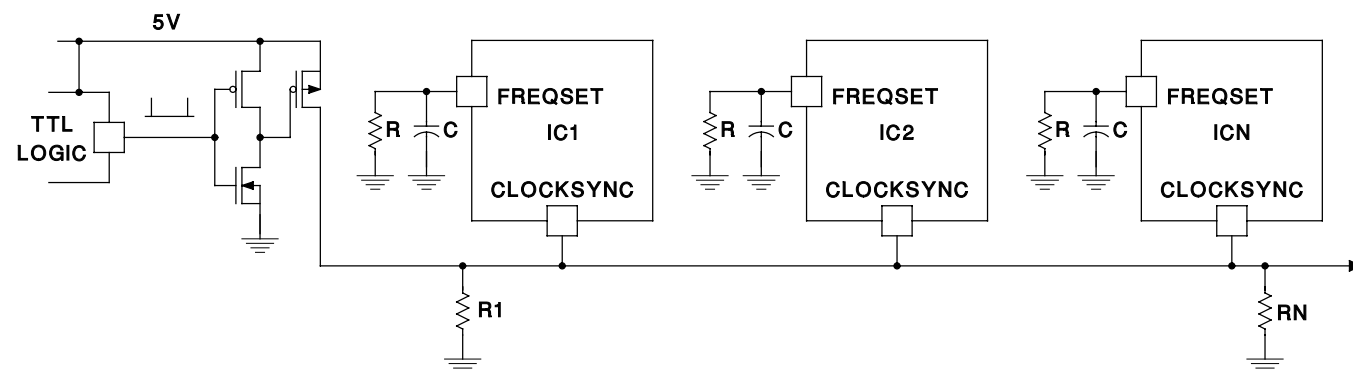 5V
TTL
LOGIC
R
C
FREQSET
IC1
CLOCKSYNC
R
C
FREQSET
IC2
CLOCKSYNC
R
C
FREQSET
ICN
CLOCKSYNC
R1
RN